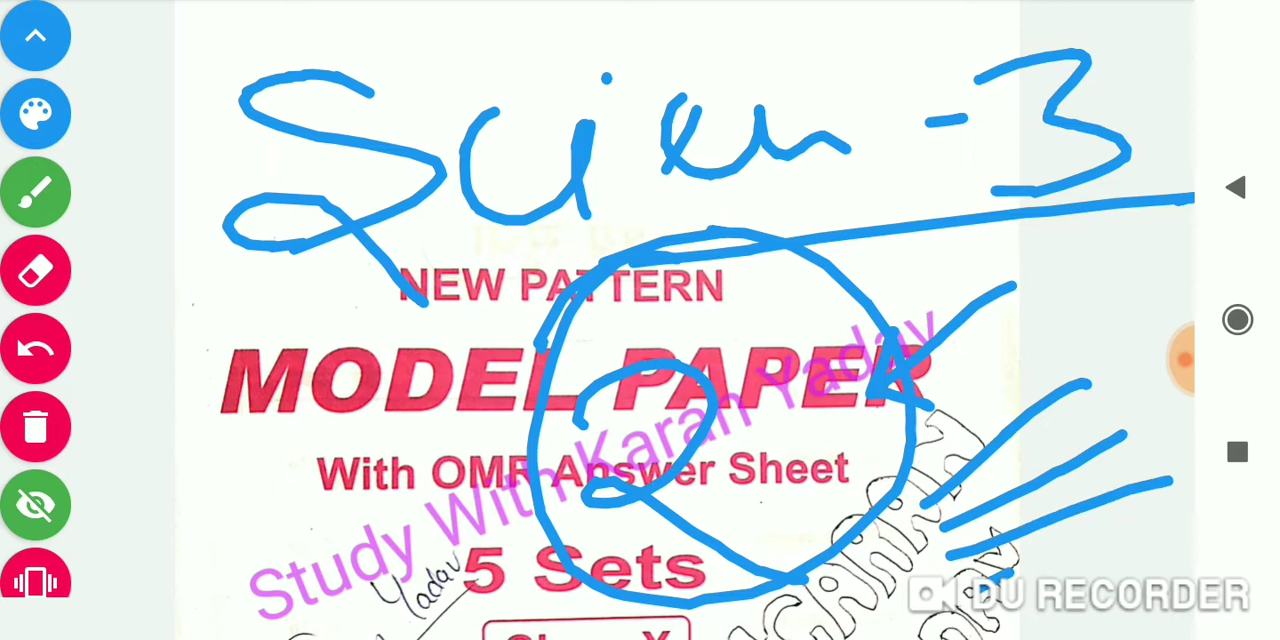 Scien - 3
NEW PATTERN
MODEL PAPER
With OMR Answer Sheet
2
Study With Karan Yadav
5 Sets
Yadav
DU RECORDER